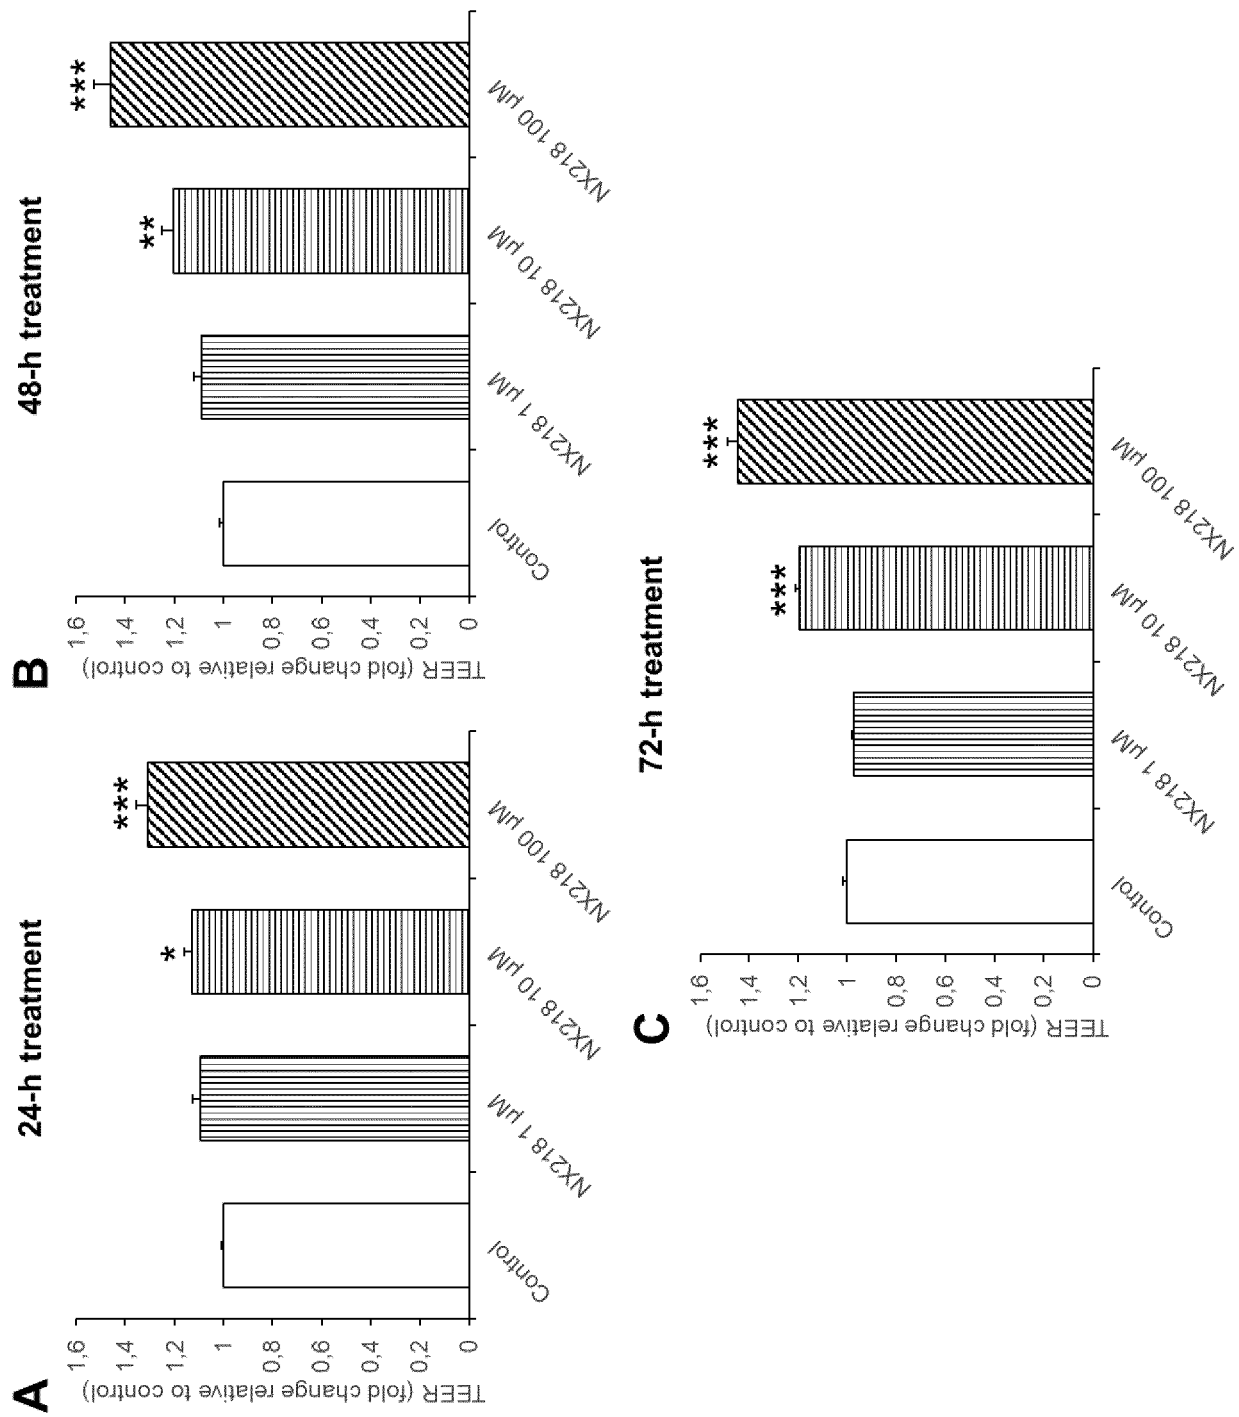 A
24-h treatment
TEER (fold change relative to control)
1,6
1,4
1,2
1
0,8
0,6
0,4
0,2
0
*
***
Control
NX218 1 µM
NX218 10 µM
NX218 100 µM
B
48-h treatment
TEER (fold change relative to control)
1,6
1,4
1,2
1
0,8
0,6
0,4
0,2
0
**
***
Control
NX218 1 µM
NX218 10 µM
NX218 100 µM
C
72-h treatment
TEER (fold change relative to control)
1,6
1,4
1,2
1
0,8
0,6
0,4
0,2
0
***
***
Control
NX218 1 µM
NX218 10 µM
NX218 100 µM